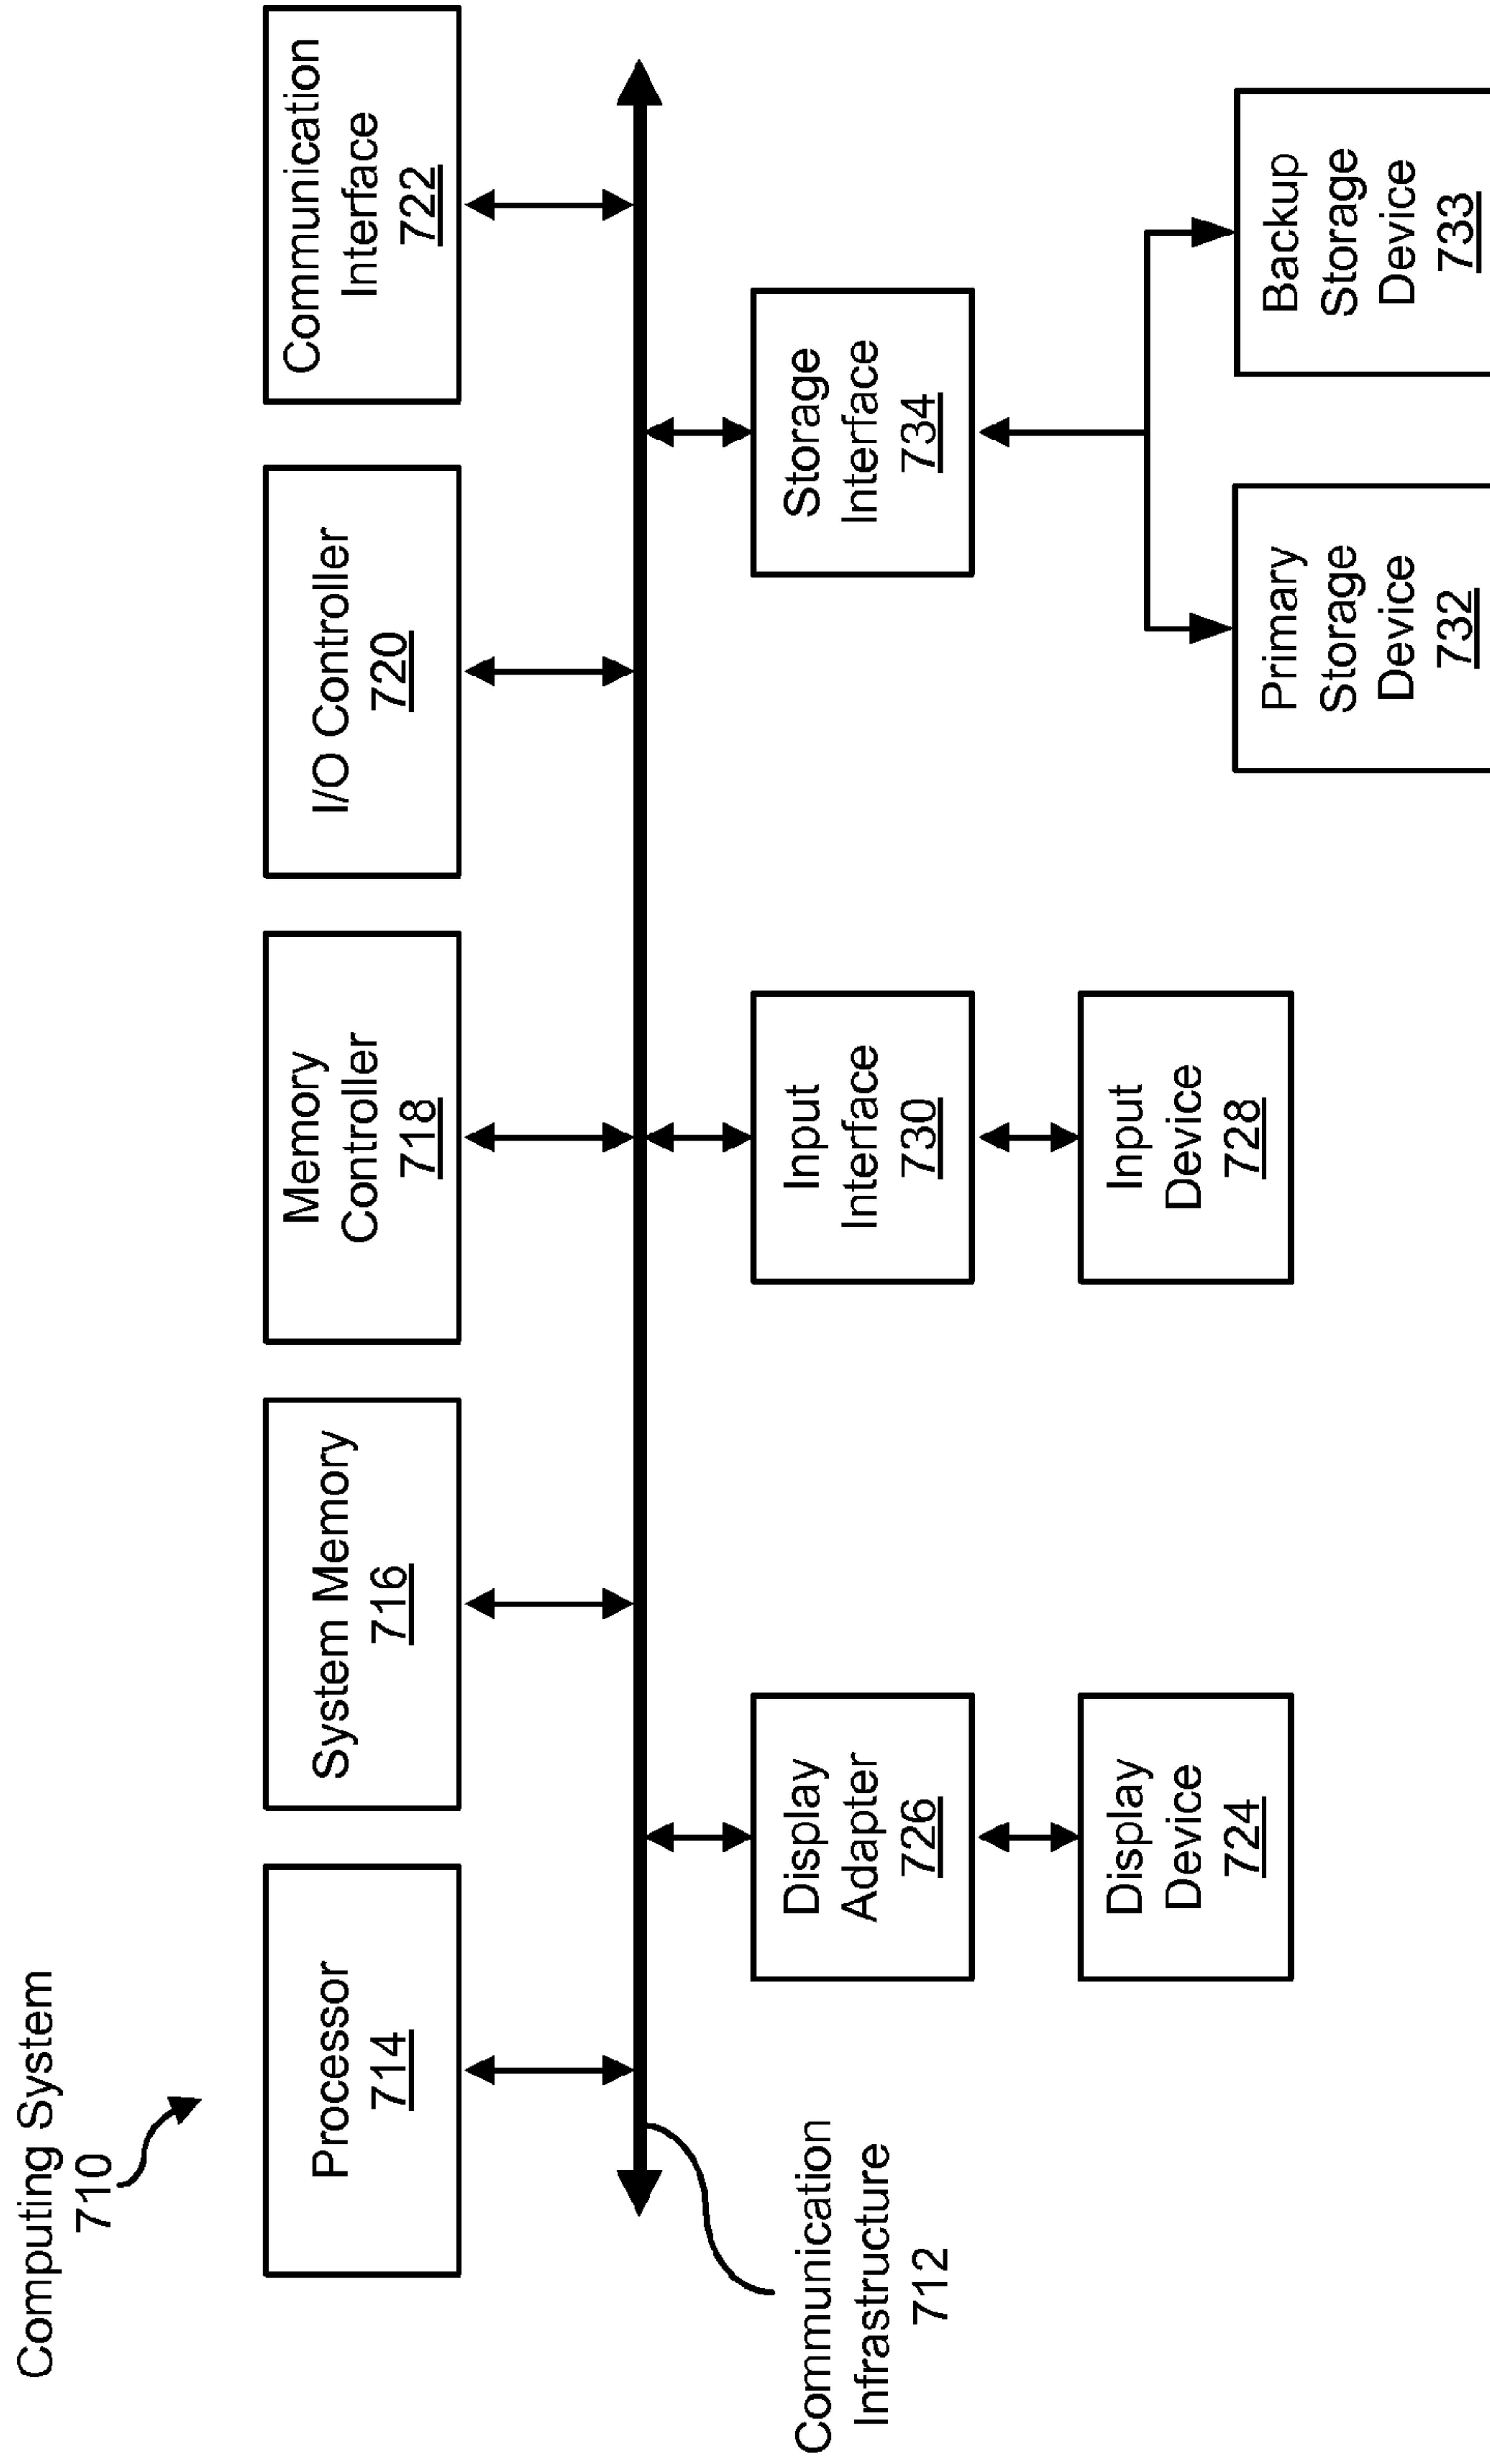 Computing System
710
Processor
714
System Memory
716
Memory
Controller
718
I/O Controller
720
Communication
Interface
722
Communication
Infrastructure
712
Display
Adapter
726
Input
Interface
730
Storage
Interface
734
Display
Device
724
Input
Device
728
Primary
Storage
Device
732
Backup
Storage
Device
733